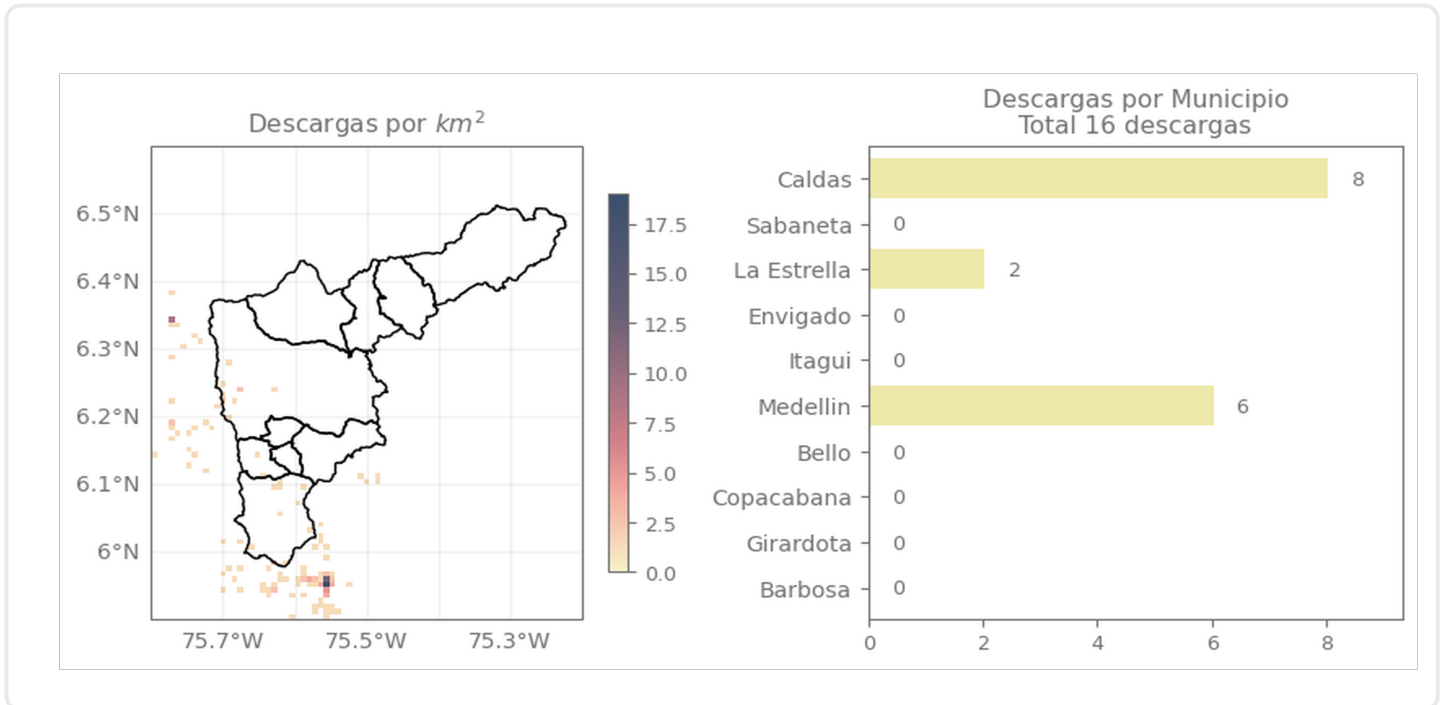 Descargas por km²
6.5°N
6.4°N
6.3°N
6.2°N
6.1°N
6°N
75.7°W 75.5°W 75.3°W
17.5
15.0
12.5
10.0
7.5
5.0
2.5
0.0
Descargas por Municipio
Total 16 descargas
Caldas 8
Sabaneta 0
La Estrella 2
Envigado 0
Itagui 0
Medellin 6
Bello 0
Copacabana 0
Girardota 0
Barbosa 0
0 2 4 6 8